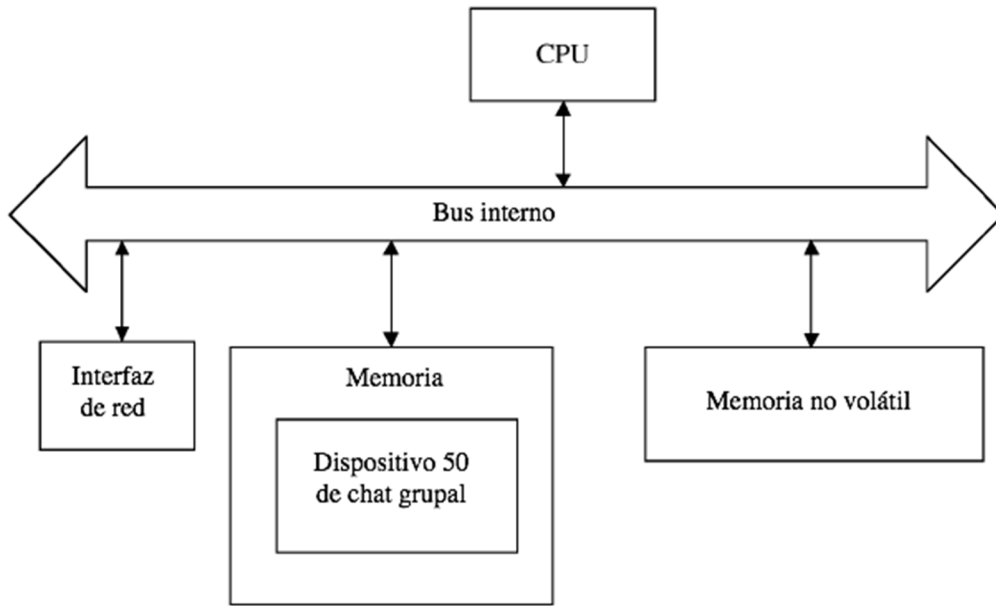 CPU
Bus interno
Interfaz
de red
Memoria
Dispositivo 50
de chat grupal
Memoria no volátil